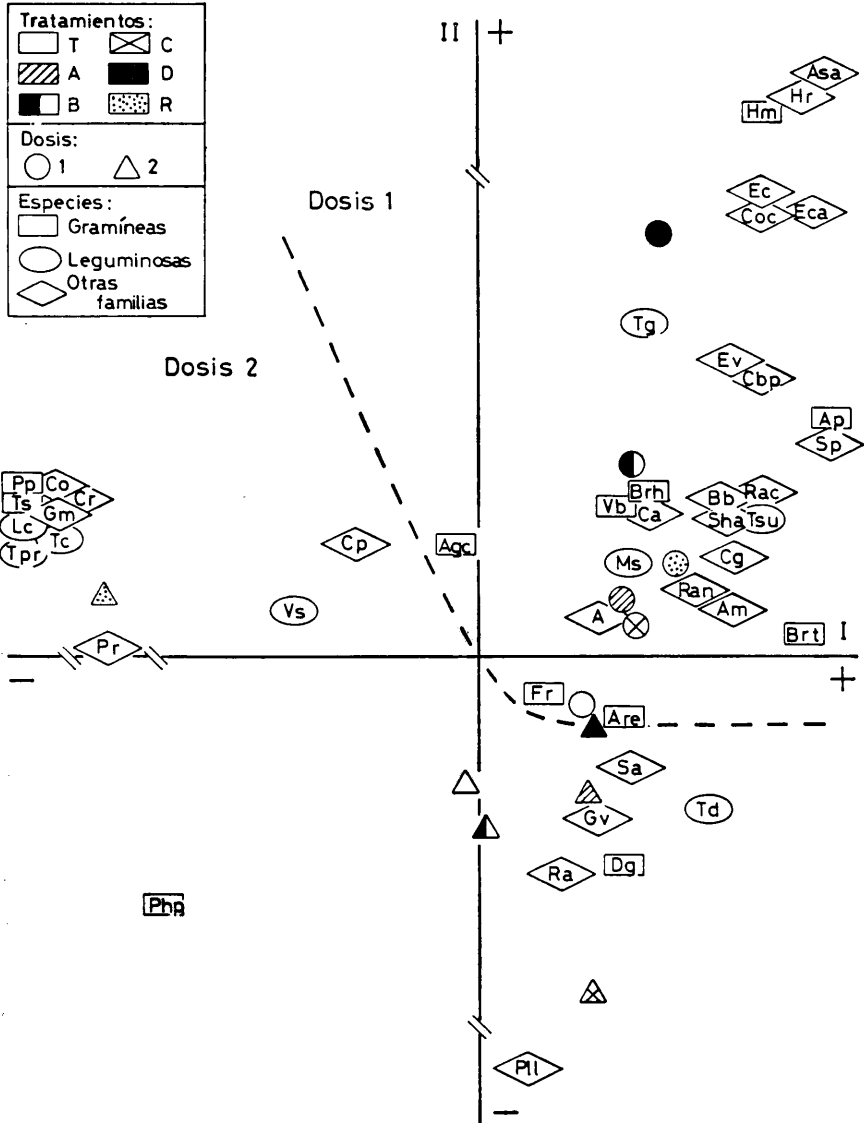 Tratamientos:
T C
A D
B R
Dosis:
1 2
Especies:
Gramíneas
Leguminosas
Otras
familias
II +
Dosis 1
Dosis 2
Asa
Hr
Hm
Ec
Coc Eca
Tg
Ev
Cbp
Ap
Sp
Pp Co
Ts Cr
Gm
Lc
Tc
Tpr
Brh
Vb
Ca
Bb Rac
Sha Tsu
Cp
Agc
Ms
Cg
Vs
Ran
Am
A
Brt
I
Pr
− +
Fr
Are
Sa
Td
Gv
Ra
Dg
Php
Pll
−